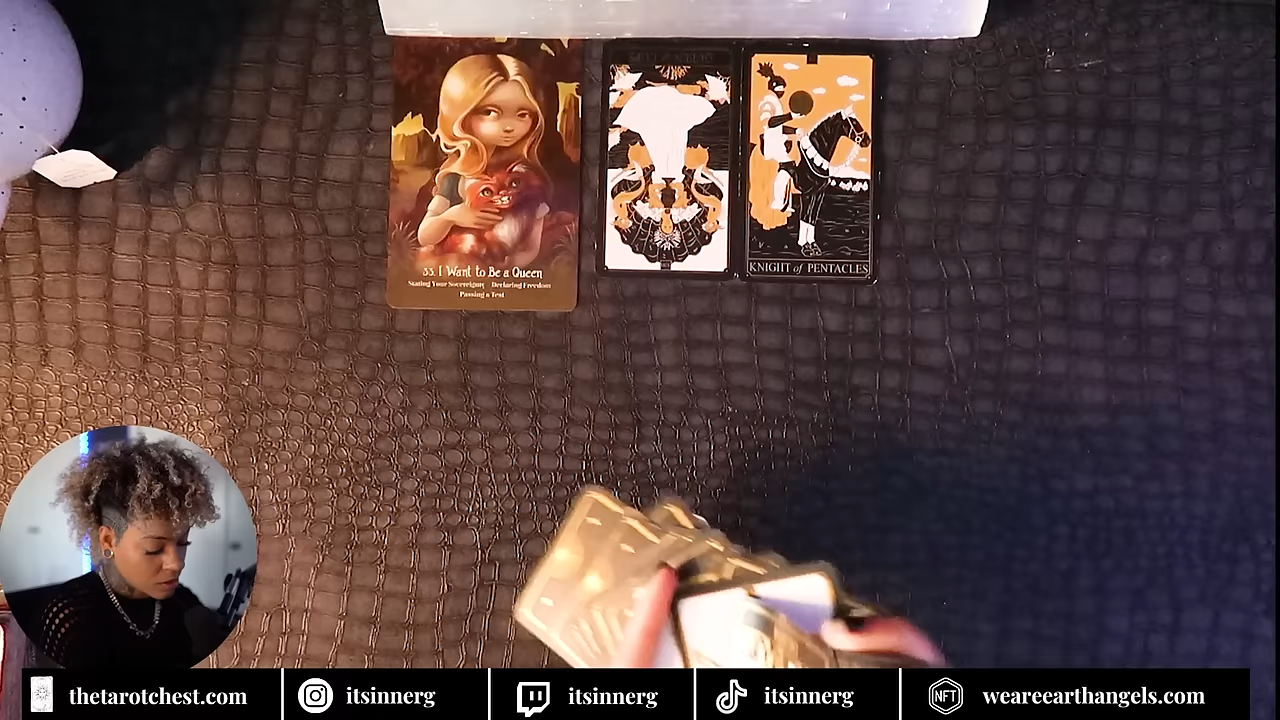 33. I Want to Be a Queen
Stating Your Sovereignty Declaring Freedom
Passing a Test
KNIGHT of PENTACLES
thetarotchest.com
itsinnerg
itsinnerg
itsinnerg
NFT
weareearthangels.com